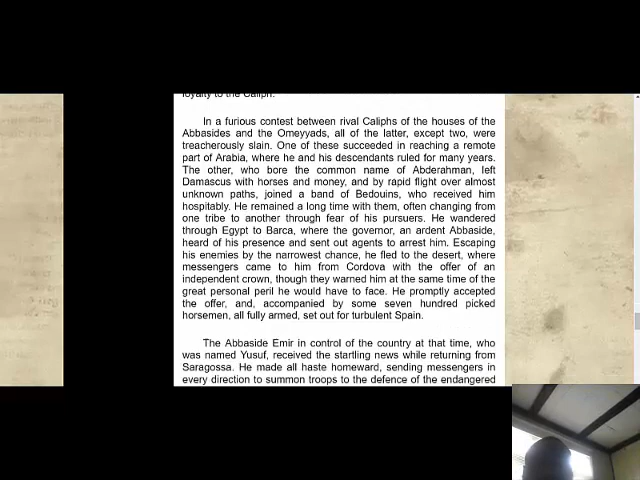 loyalty to the Caliph.
In a furious contest between rival Caliphs of the houses of the
Abbasides and the Omeyyads, all of the latter, except two, were
treacherously slain. One of these succeeded in reaching a remote
part of Arabia, where he and his descendants ruled for many years.
The other, who bore the common name of Abderahman, left
Damascus with horses and money, and by rapid flight over almost
unknown paths, joined a band of Bedouins, who received him
hospitably. He remained a long time with them, often changing from
one tribe to another through fear of his pursuers. He wandered
through Egypt to Barca, where the governor, an ardent Abbaside,
heard of his presence and sent out agents to arrest him. Escaping
his enemies by the narrowest chance, he fled to the desert, where
messengers came to him from Cordova with the offer of an
independent crown, though they warned him at the same time of the
great personal peril he would have to face. He promptly accepted
the offer, and, accompanied by some seven hundred picked
horsemen, all fully armed, set out for turbulent Spain.
The Abbaside Emir in control of the country at that time, who
was named Yusuf, received the startling news while returning from
Saragossa. He made all haste homeward, sending messengers in
every direction to summon troops to the defence of the endangered